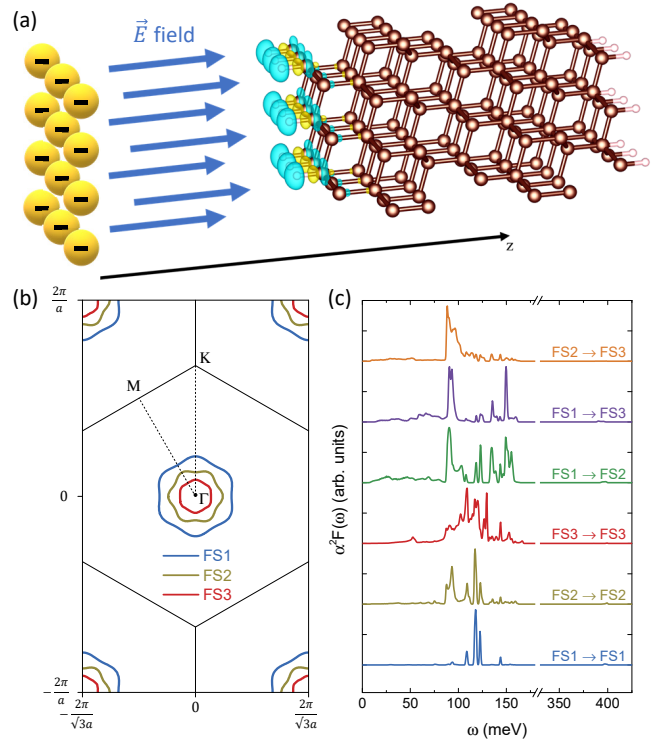 (a)
E⃗ field
z
(b)
(c)
2π/a
K
M
0
Γ
FS1
FS2
FS3
-2π/a
-2π/√3a
0
2π/√3a
α²F(ω) (arb. units)
FS2→FS3
FS1→FS3
FS1→FS2
FS3→FS3
FS2→FS2
FS1→FS1
0 50 100 150 350 400
ω (meV)